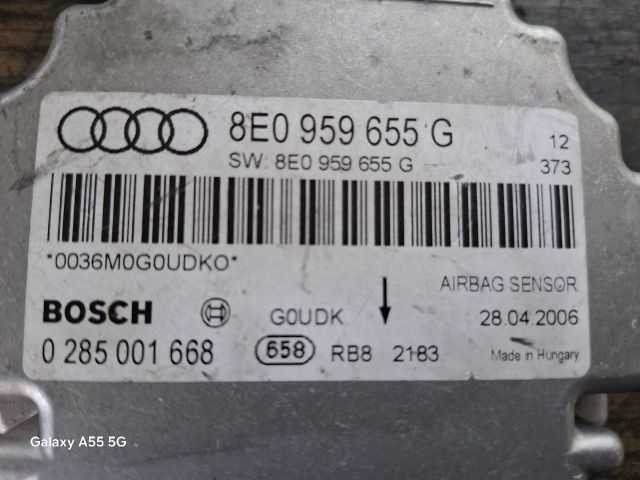 8E0 959 655 G
12
SW: 8E0 959 655 G
373
*0036M0G0UDKO*
AIRBAG SENSOR
BOSCH G0UDK 28.04.2006
0 285 001 668 658 RB8 2183 Made in Hungary
Galaxy A55 5G